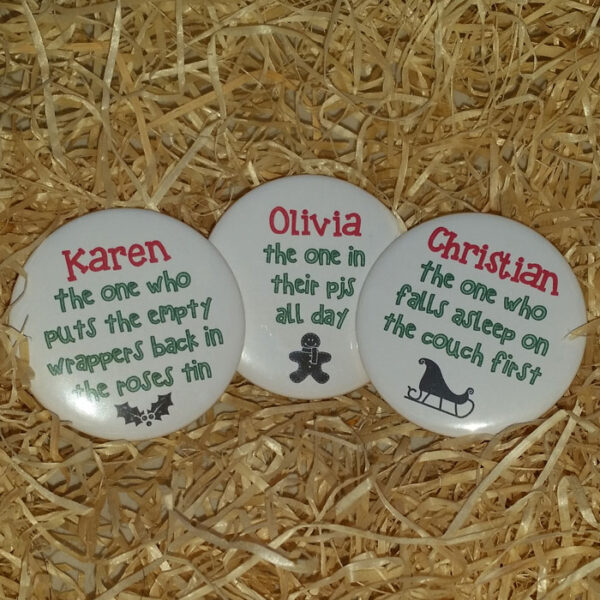 Karen
the one who
puts the empty
wrappers back in
the roses tin
Olivia
the one in
their pjs
all day
Christian
the one who
falls asleep on
the couch first